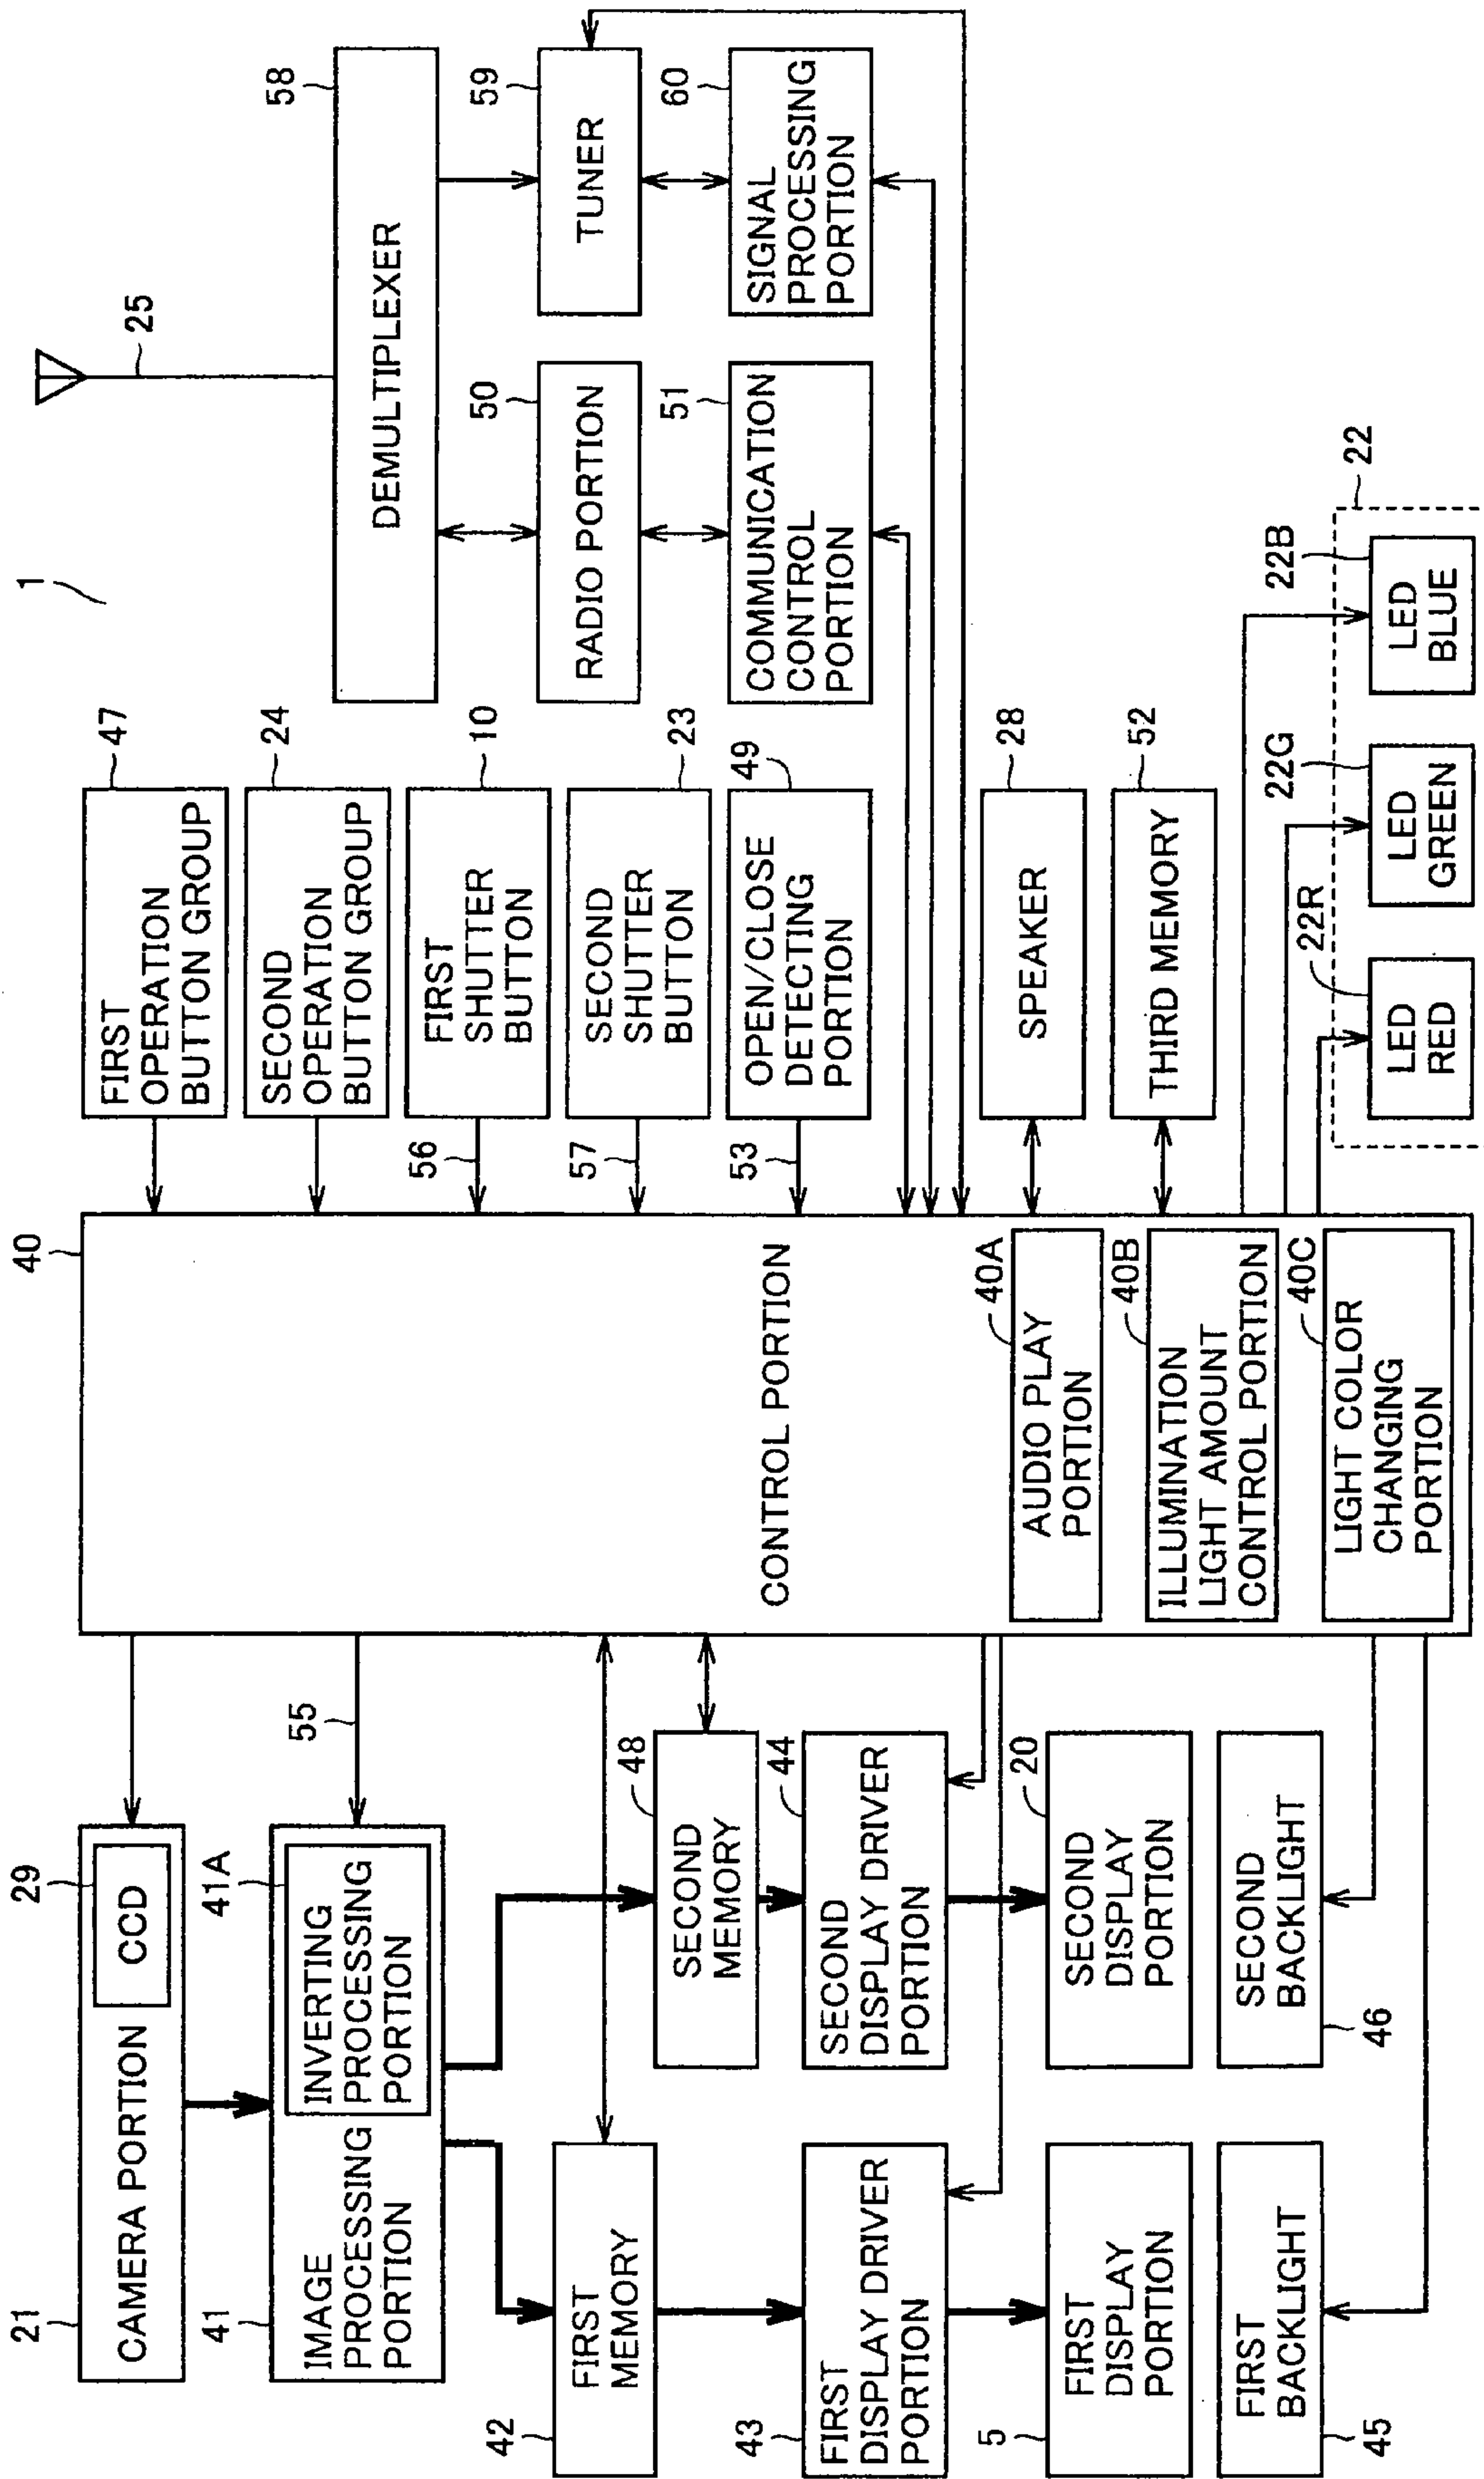 1
21
CAMERA PORTION
29
CCD
41
IMAGE
PROCESSING
PORTION
41A
INVERTING
PROCESSING
PORTION
55
42
FIRST
MEMORY
48
SECOND
MEMORY
43
FIRST
DISPLAY DRIVER
PORTION
44
SECOND
DISPLAY DRIVER
PORTION
5
FIRST
DISPLAY
PORTION
20
SECOND
DISPLAY
PORTION
FIRST
BACKLIGHT
45
SECOND
BACKLIGHT
46
40
CONTROL PORTION
40A
AUDIO PLAY
PORTION
40B
ILLUMINATION
LIGHT AMOUNT
CONTROL PORTION
40C
LIGHT COLOR
CHANGING
PORTION
47
FIRST
OPERATION
BUTTON GROUP
24
SECOND
OPERATION
BUTTON GROUP
10
FIRST
SHUTTER
BUTTON
56
23
SECOND
SHUTTER
BUTTON
57
49
OPEN/CLOSE
DETECTING
PORTION
53
28
SPEAKER
52
THIRD MEMORY
25
58
DEMULTIPLEXER
50
RADIO PORTION
59
TUNER
51
COMMUNICATION
CONTROL
PORTION
60
SIGNAL
PROCESSING
PORTION
22
22R
LED
RED
22G
LED
GREEN
22B
LED
BLUE